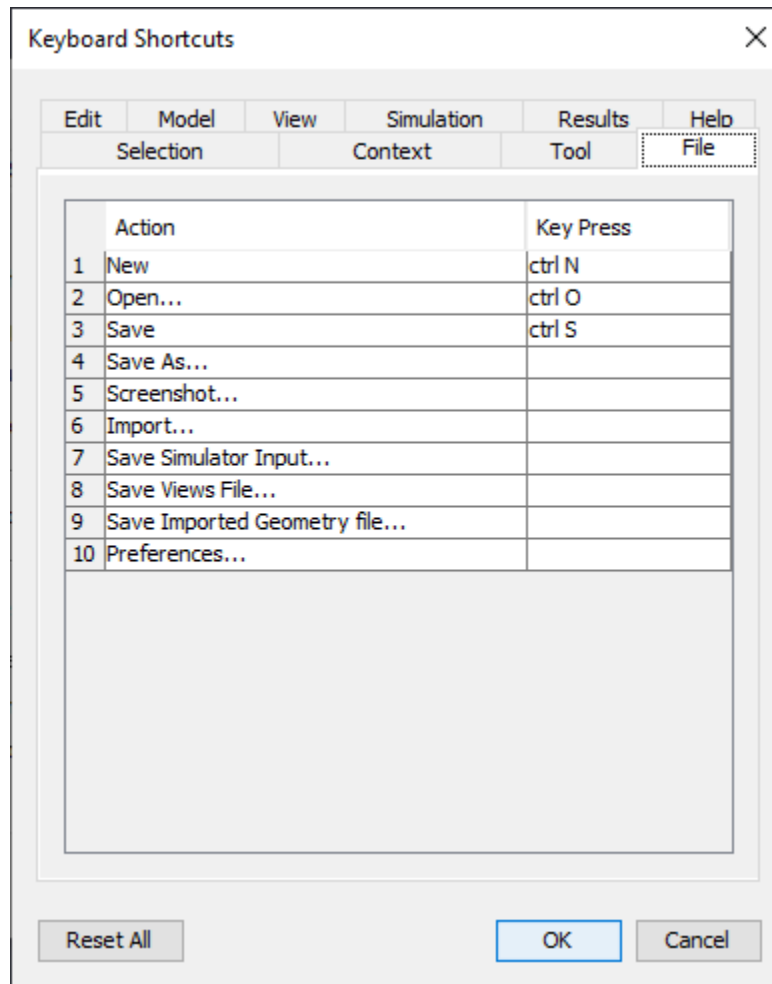 Keyboard Shortcuts
Edit Model View Simulation Results Help
Selection Context Tool File
Action Key Press
1 New ctrl N
2 Open... ctrl O
3 Save ctrl S
4 Save As...
5 Screenshot...
6 Import...
7 Save Simulator Input...
8 Save Views File...
9 Save Imported Geometry file...
10 Preferences...
Reset All OK Cancel